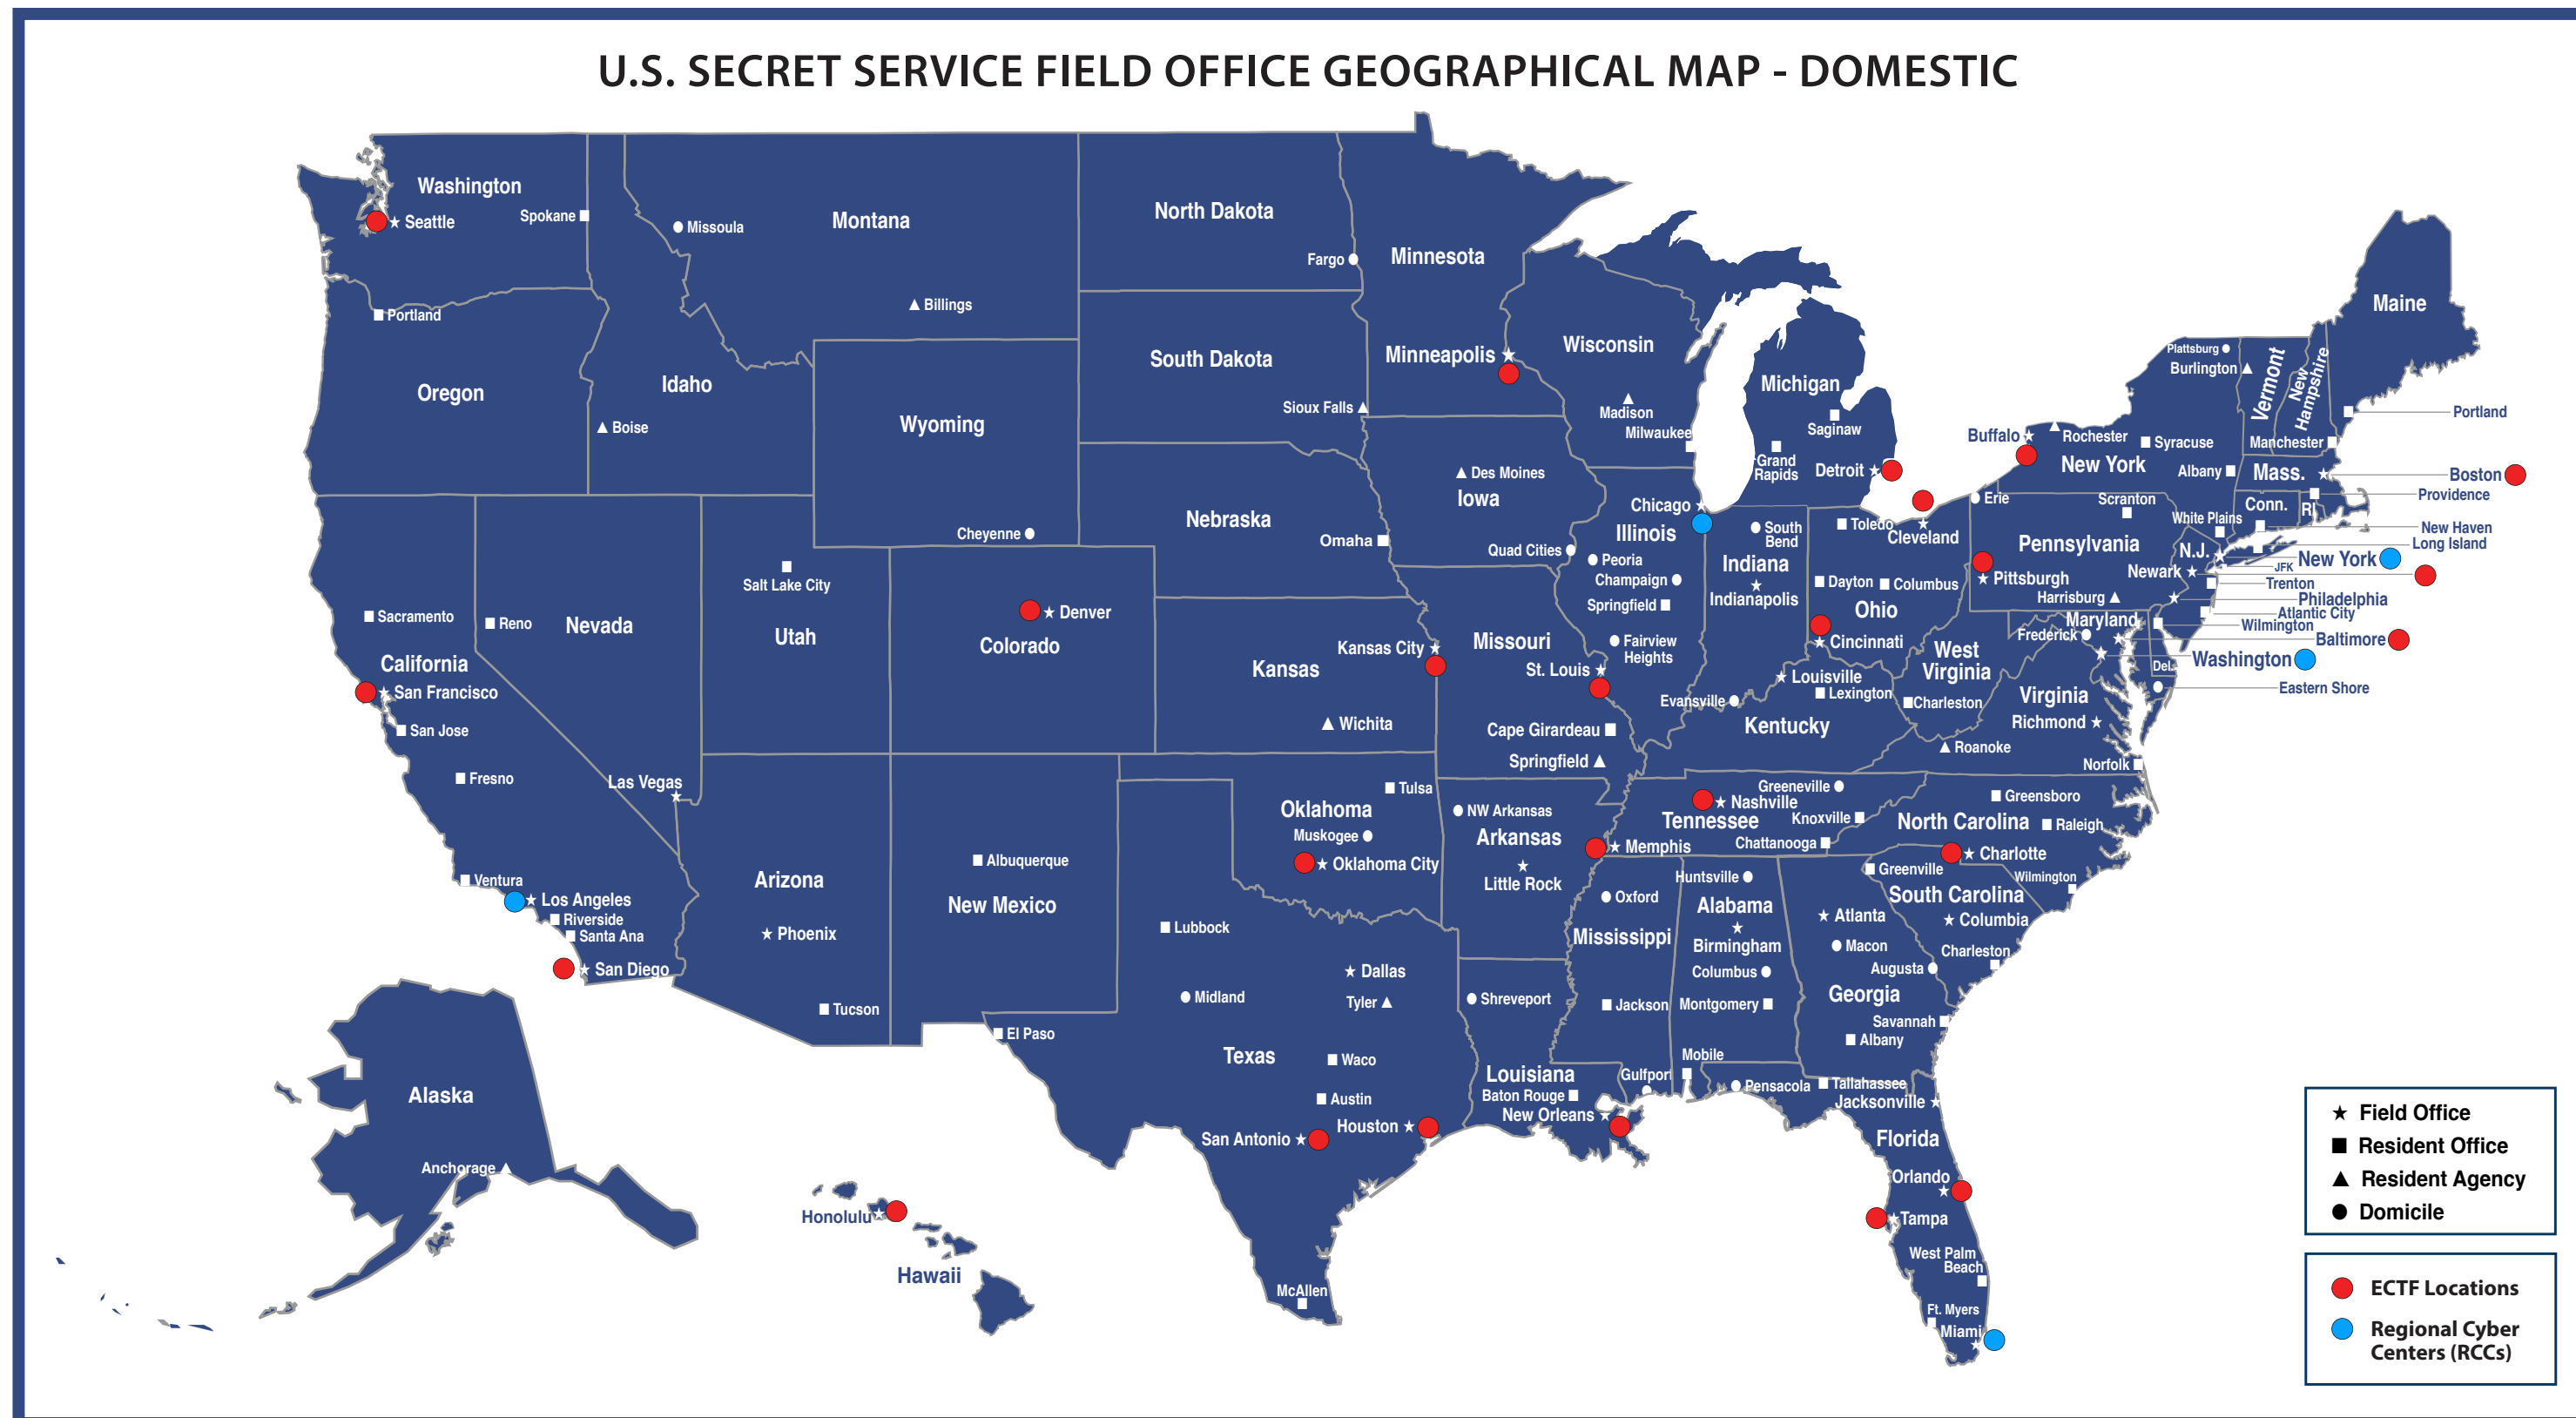 U.S. SECRET SERVICE FIELD OFFICE GEOGRAPHICAL MAP - DOMESTIC
Washington
Seattle
Spokane
Portland
Oregon
Missoula
Montana
Billings
Idaho
Boise
Wyoming
Cheyenne
North Dakota
Fargo
South Dakota
Sioux Falls
Nebraska
Omaha
Minnesota
Minneapolis
Wisconsin
Madison
Milwaukee
Michigan
Saginaw
Grand
Rapids
Detroit
Des Moines
Iowa
Quad Cities
Chicago
Illinois
Peoria
Champaign
Springfield
Fairview
Heights
South
Bend
Indiana
Indianapolis
Evansville
Toledo
Cleveland
Dayton
Columbus
Ohio
Cincinnati
Sacramento
California
San Francisco
San Jose
Fresno
Ventura
Los Angeles
Riverside
Santa Ana
San Diego
Reno
Nevada
Las Vegas
Salt Lake City
Utah
Denver
Colorado
Kansas
Wichita
Kansas City
Missouri
St. Louis
Cape Girardeau
Springfield
Arizona
Phoenix
Tucson
Albuquerque
New Mexico
Tulsa
Oklahoma
Muskogee
Oklahoma City
NW Arkansas
Arkansas
Little Rock
Lubbock
Midland
El Paso
Dallas
Tyler
Texas
Waco
Austin
Houston
San Antonio
McAllen
Shreveport
Louisiana
Baton Rouge
New Orleans
Oxford
Mississippi
Jackson
Gulfport
Huntsville
Alabama
Birmingham
Columbus
Montgomery
Mobile
Louisville
Lexington
Kentucky
Greeneville
Nashville
Tennessee
Knoxville
Chattanooga
Memphis
West
Virginia
Charleston
Virginia
Richmond
Roanoke
Norfolk
Greensboro
North Carolina
Raleigh
Charlotte
Wilmington
Greenville
South Carolina
Columbia
Charleston
Atlanta
Macon
Augusta
Georgia
Savannah
Albany
Pensacola
Tallahassee
Jacksonville
Florida
Orlando
Tampa
West Palm
Beach
Ft. Myers
Miami
Maine
Plattsburg
Burlington
Vermont
New
Hampshire
Portland
Buffalo
Rochester
Syracuse
Manchester
New York
Albany
Mass.
Boston
Providence
Conn.
RI
Erie
Scranton
White Plains
New Haven
Long Island
Pennsylvania
N.J.
New York
JFK
Newark
Pittsburgh
Trenton
Harrisburg
Philadelphia
Atlantic City
Maryland
Wilmington
Frederick
Baltimore
Washington
Del.
Eastern Shore
Alaska
Anchorage
Honolulu
Hawaii
Field Office
Resident Office
Resident Agency
Domicile
ECTF Locations
Regional Cyber
Centers (RCCs)